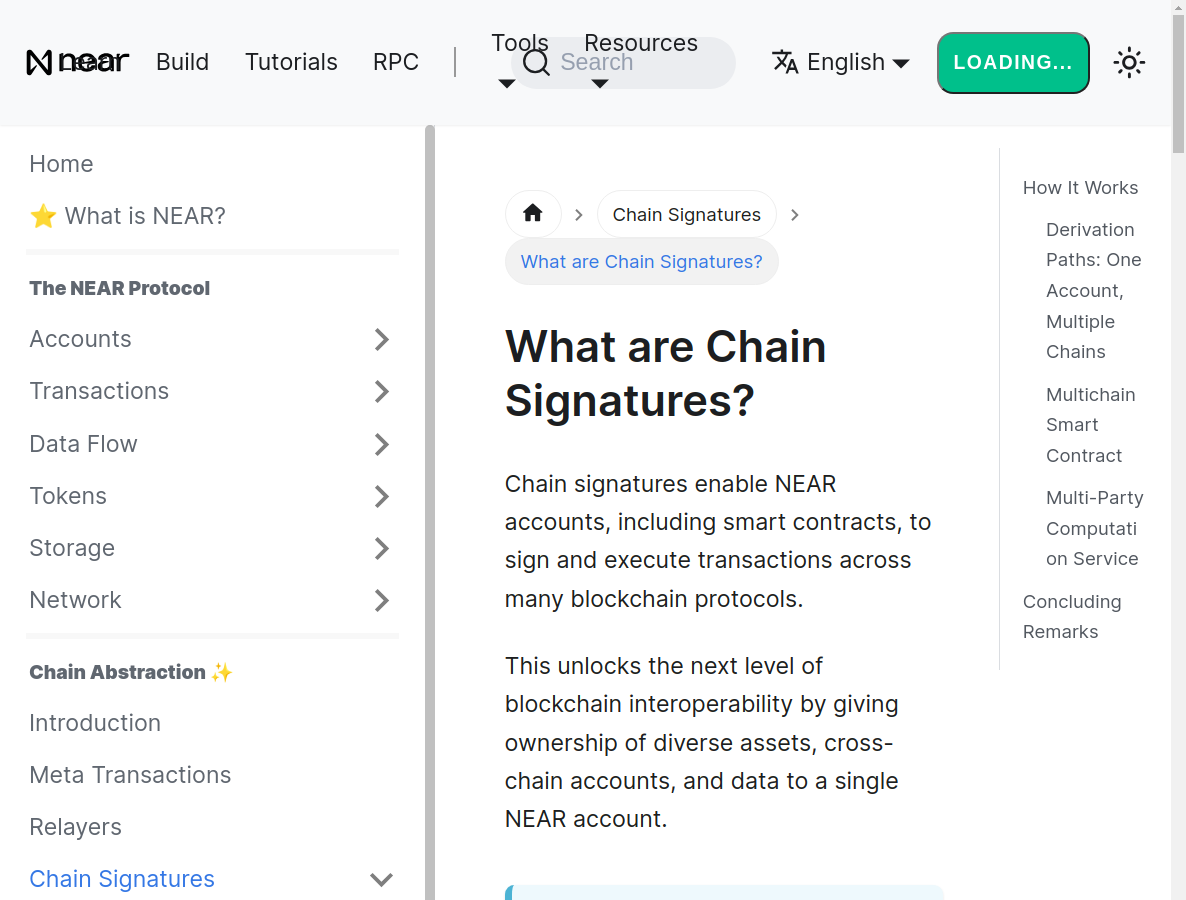 near
Learn
Build
Tutorials
RPC
Tools
Resources
Search
English
LOADING...
Home
⭐ What is NEAR?
The NEAR Protocol
Accounts
Transactions
Data Flow
Tokens
Storage
Network
Chain Abstraction ✨
Introduction
Meta Transactions
Relayers
Chain Signatures
Chain Signatures
What are Chain Signatures?
What are Chain
Signatures?
Chain signatures enable NEAR
accounts, including smart contracts, to
sign and execute transactions across
many blockchain protocols.
This unlocks the next level of
blockchain interoperability by giving
ownership of diverse assets, cross-
chain accounts, and data to a single
NEAR account.
How It Works
Derivation
Paths: One
Account,
Multiple
Chains
Multichain
Smart
Contract
Multi-Party
Computati
on Service
Concluding
Remarks